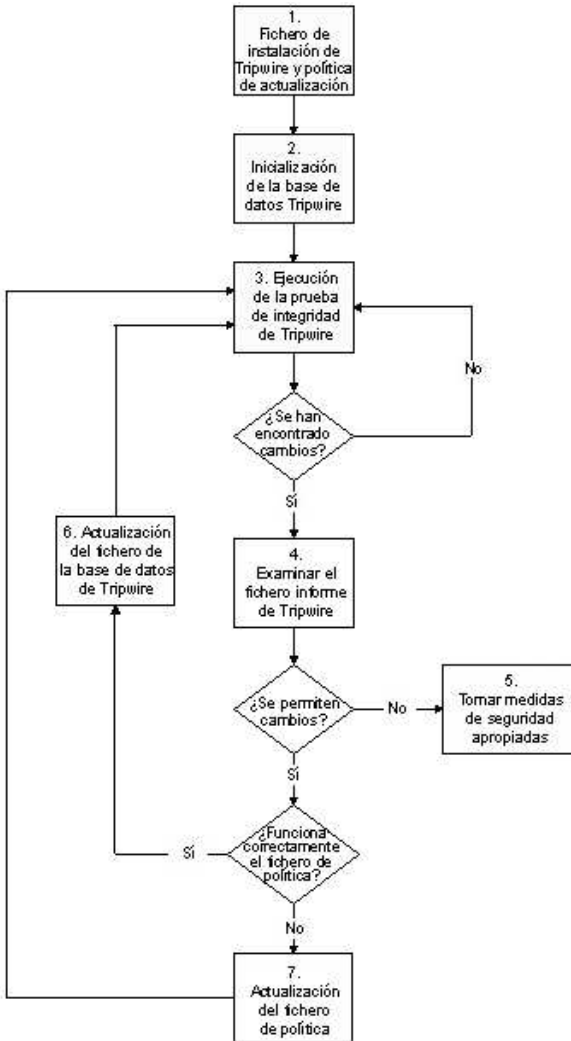 1.
Fichero de
instalación de
Tripwire y política
de actualización
2.
Inicialización
de la base de
datos Tripwire
3. Ejecución
de la prueba
de integridad
de Tripwire
No
¿Se han
encontrado
cambios?
Sí
6. Actualización
del fichero de
la base de datos
de Tripwire
4.
Examinar el
fichero informe
de Tripwire
¿Se permiten
cambios?
No
5.
Tomar medidas
de seguridad
apropiadas
Sí
¿Funciona
correctamente
el fichero de
política?
Sí
No
7.
Actualización
del fichero
de política